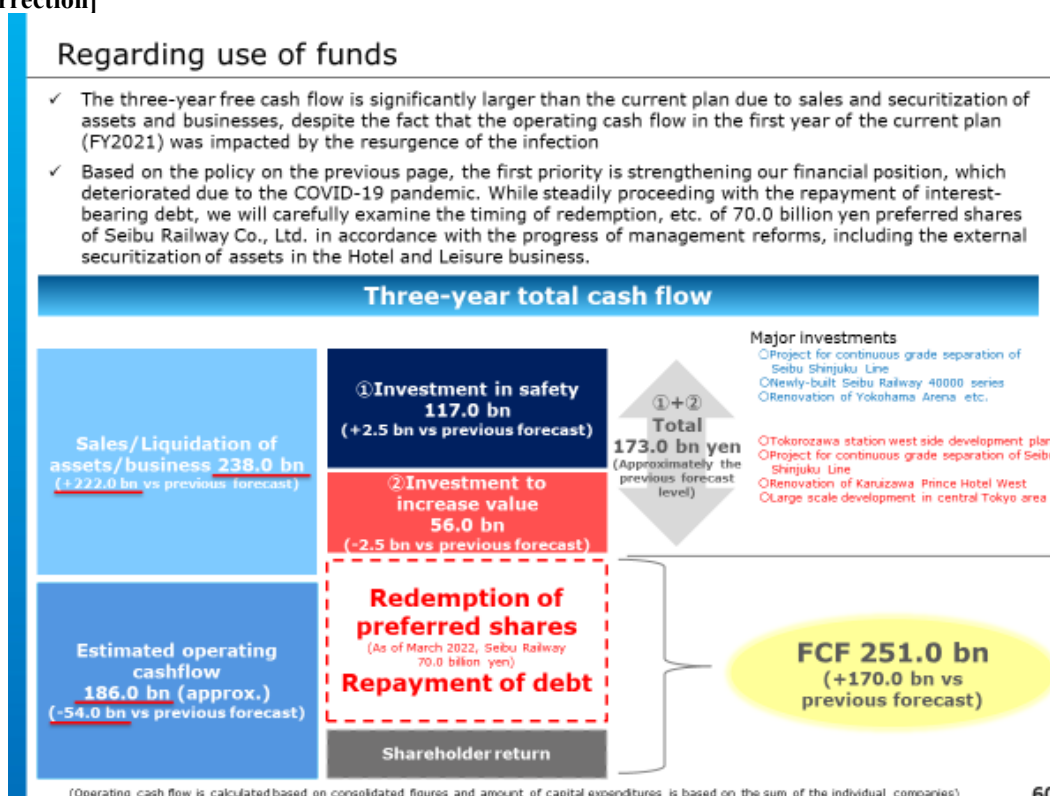 Regarding use of funds
✓ The three-year free cash flow is significantly larger than the current plan due to sales and securitization of
assets and businesses, despite the fact that the operating cash flow in the first year of the current plan
(FY2021) was impacted by the resurgence of the infection
✓ Based on the policy on the previous page, the first priority is strengthening our financial position, which
deteriorated due to the COVID-19 pandemic. While steadily proceeding with the repayment of interest-
bearing debt, we will carefully examine the timing of redemption, etc. of 70.0 billion yen preferred shares
of Seibu Railway Co., Ltd. in accordance with the progress of management reforms, including the external
securitization of assets in the Hotel and Leisure business.
Three-year total cash flow
Sales/Liquidation of
assets/business 238.0 bn
(+222.0 bn vs previous forecast)
Estimated operating
cashflow
186.0 bn (approx.)
(-54.0 bn vs previous forecast)
①Investment in safety
117.0 bn
(+2.5 bn vs previous forecast)
②Investment to
increase value
56.0 bn
(-2.5 bn vs previous forecast)
Redemption of
preferred shares
(As of March 2022, Seibu Railway
70.0 billion yen)
Repayment of debt
Shareholder return
①+②
Total
173.0 bn yen
(Approximately the
previous forecast
level)
Major investments
○Project for continuous grade separation of
Seibu Shinjuku Line
○Newly-built Seibu Railway 40000 series
○Renovation of Yokohama Arena etc.
○Tokorozawa station west side development plan
○Project for continuous grade separation of Seibu
Shinjuku Line
○Renovation of Karuizawa Prince Hotel West
○Large scale development in central Tokyo area
FCF 251.0 bn
(+170.0 bn vs
previous forecast)
(Operating cash flow is calculated based on consolidated figures and amount of capital expenditures is based on the sum of the individual companies)
60